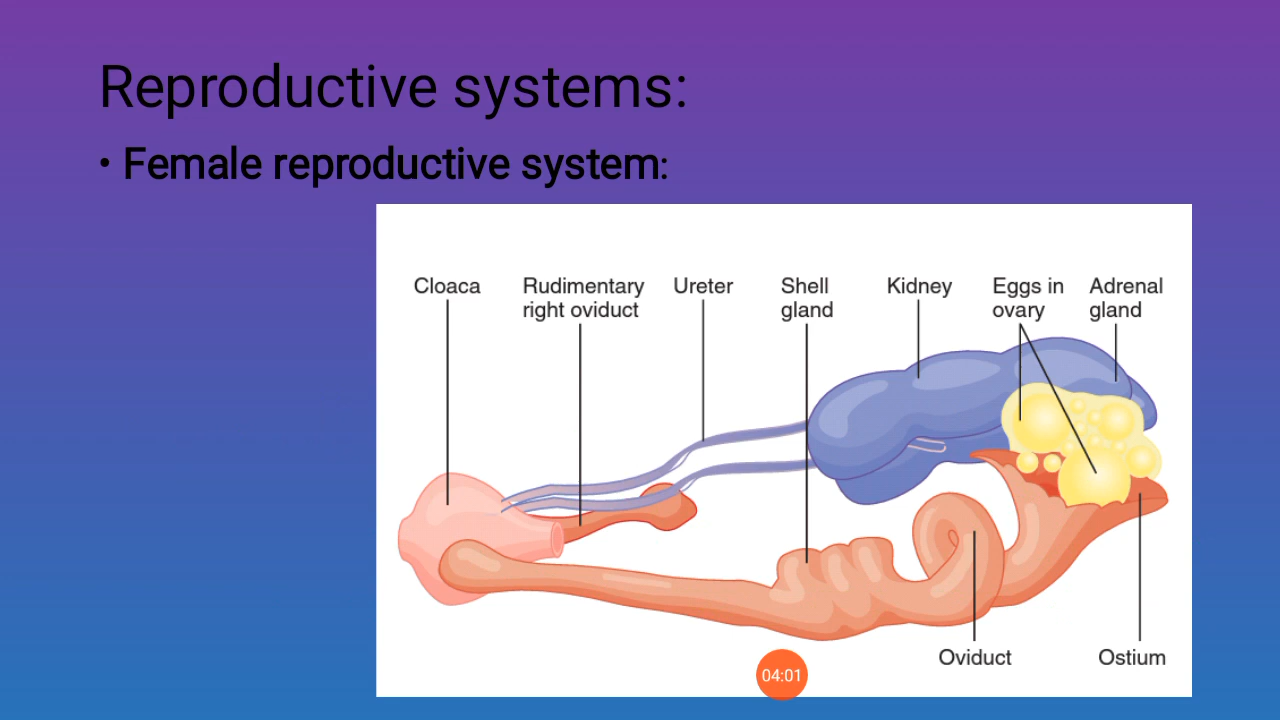 Reproductive systems:
• Female reproductive system:
Cloaca
Rudimentary
right oviduct
Ureter
Shell
gland
Kidney
Eggs in
ovary
Adrenal
gland
Oviduct
Ostium
04:01